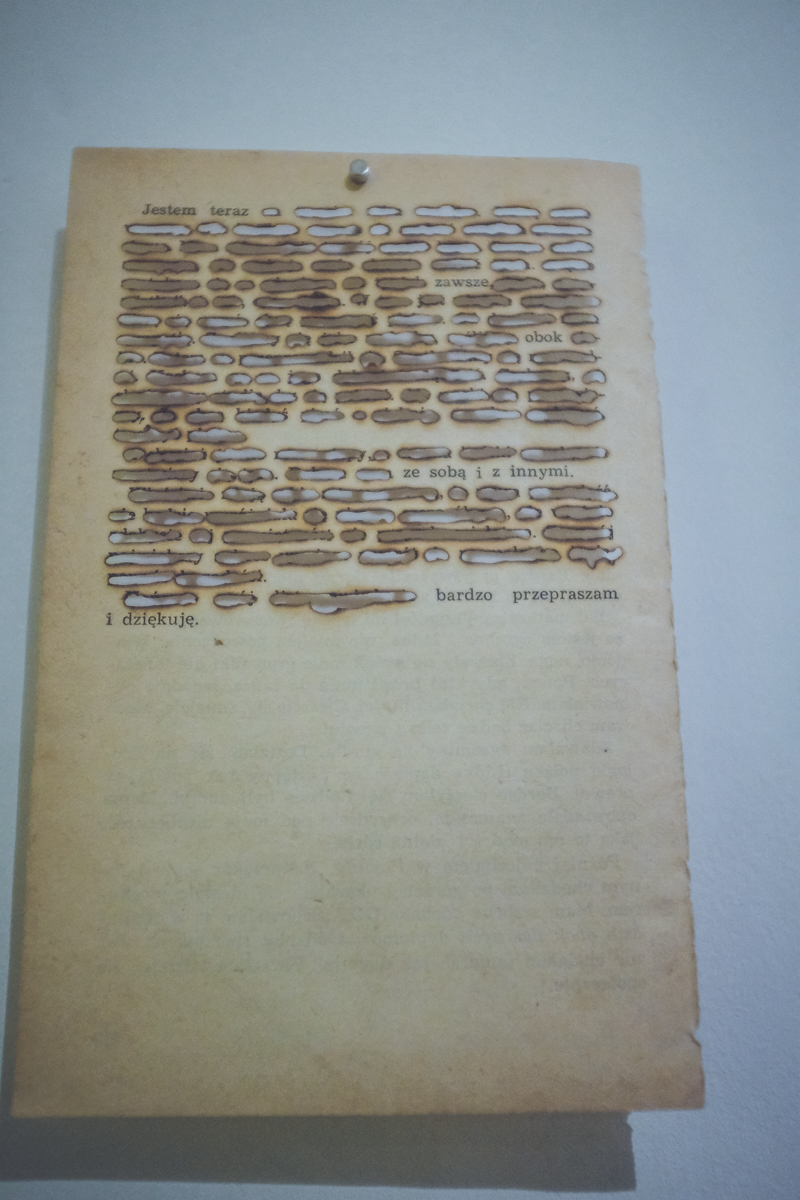 Jestem teraz
zawsze,
obok
ze sobą i z innymi.
bardzo przepraszam
i dziękuję.